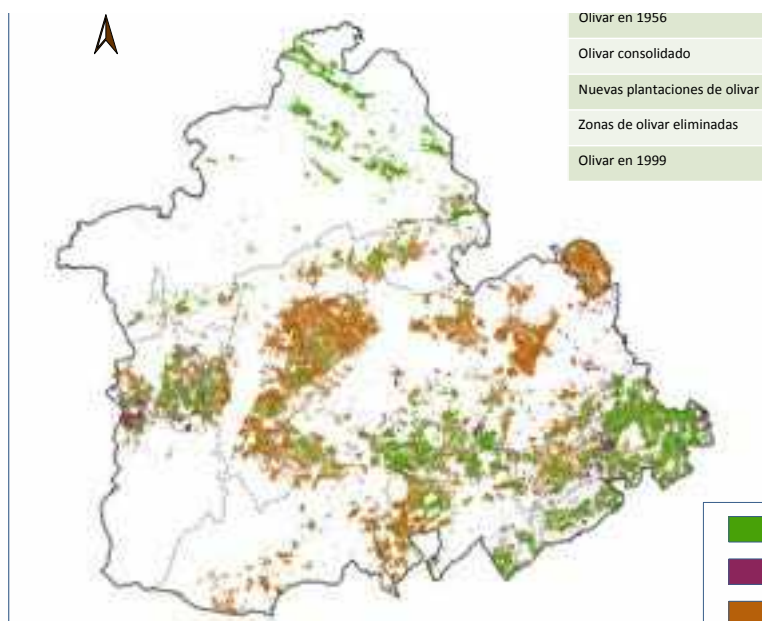 Olivar en 1956
Olivar consolidado
Nuevas plantaciones de olivar
Zonas de olivar eliminadas
Olivar en 1999